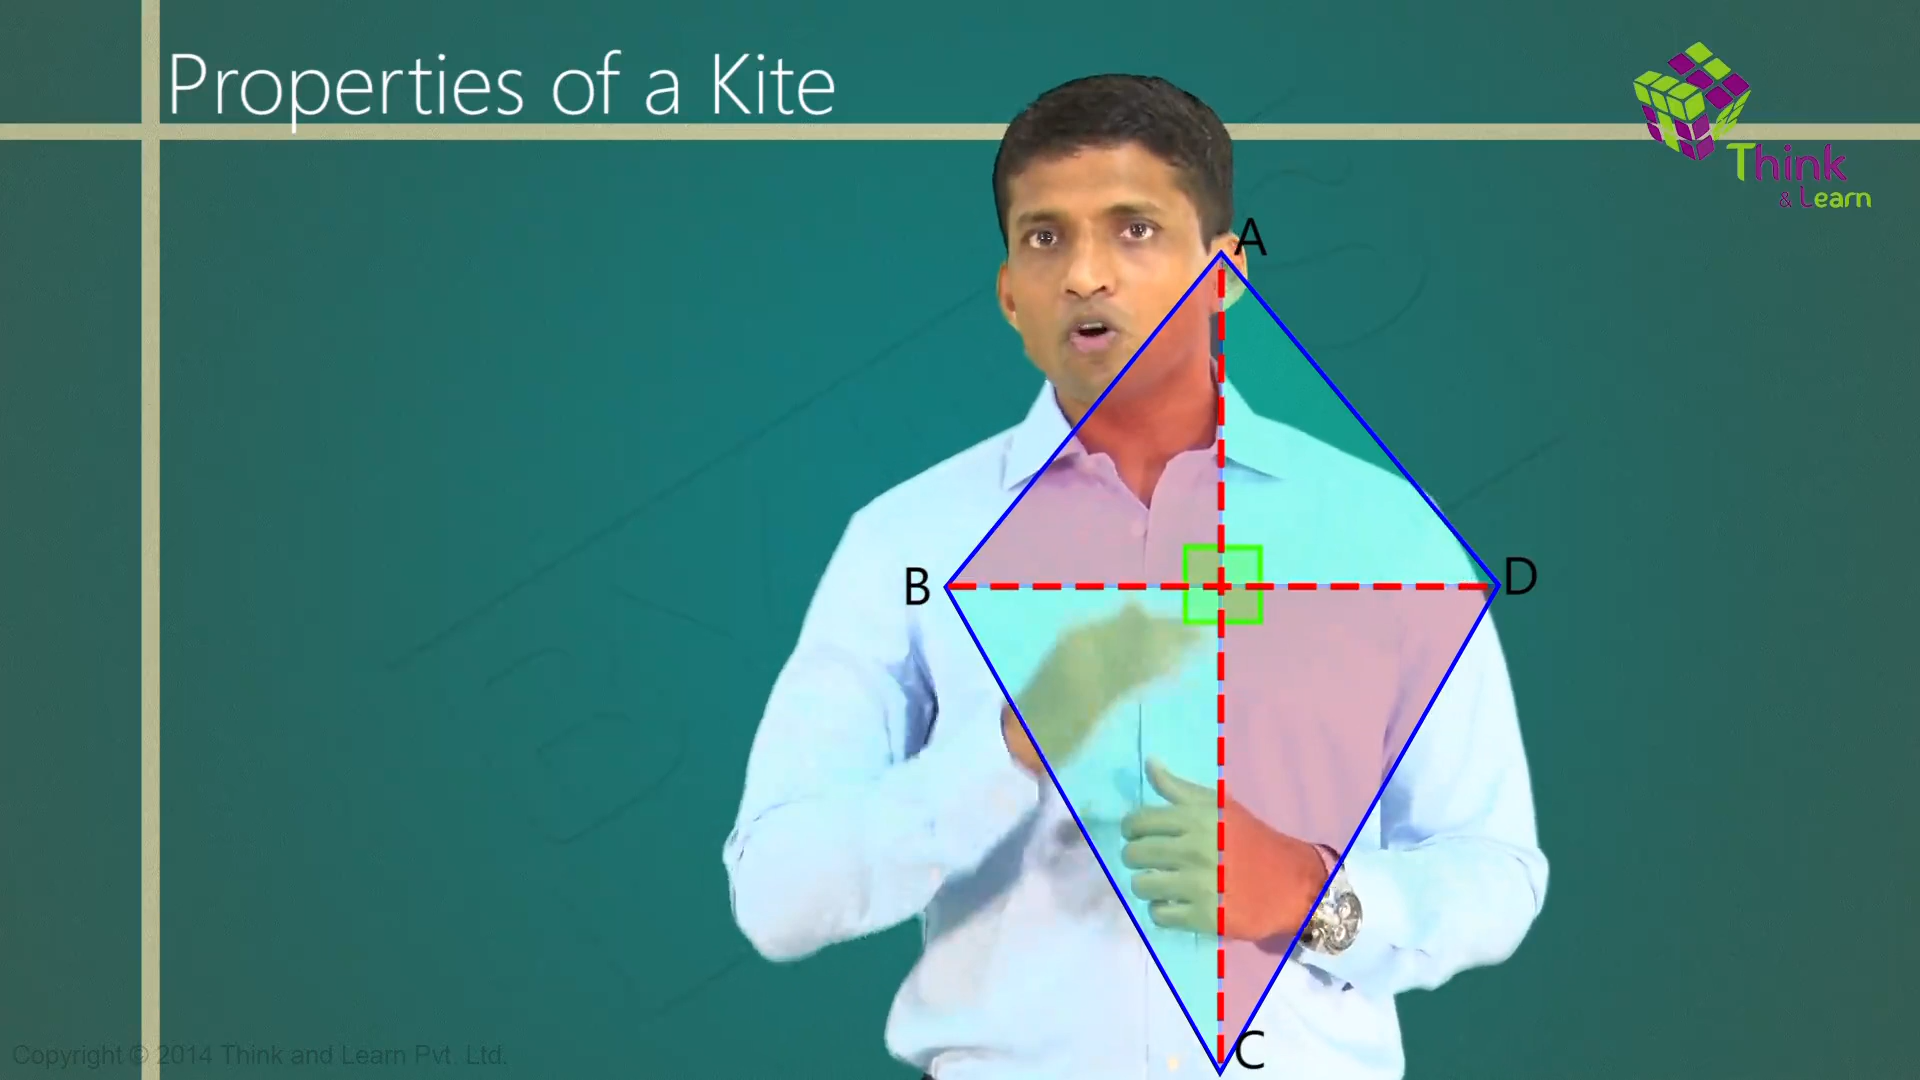 Properties of a Kite
Think
& Learn
A
B
D
C
Copyright © 2014 Think and Learn Pvt. Ltd.